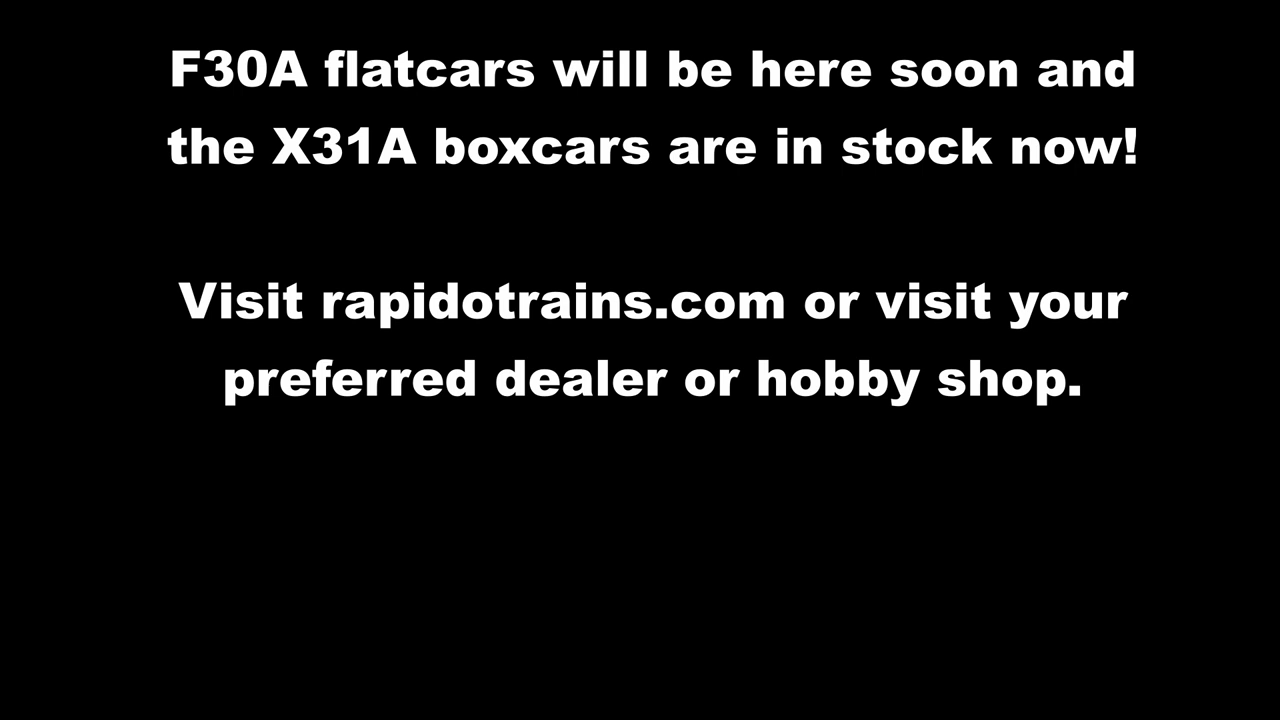 F30A flatcars will be here soon and
the X31A boxcars are in stock now!
Visit rapidotrains.com or visit your
preferred dealer or hobby shop.